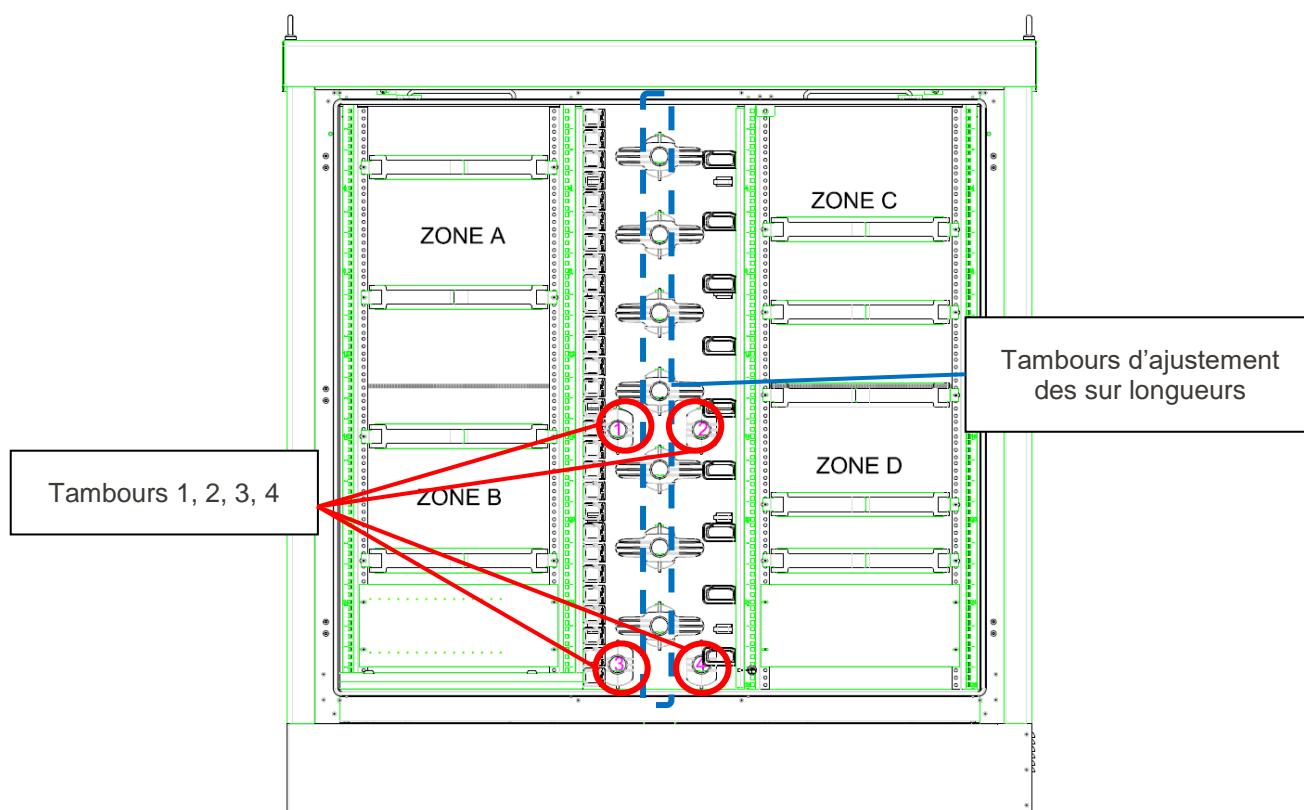 ZONE A
ZONE C
Tambours d'ajustement
des sur longueurs
1
2
ZONE D
Tambours 1, 2, 3, 4
ZONE B
3
4